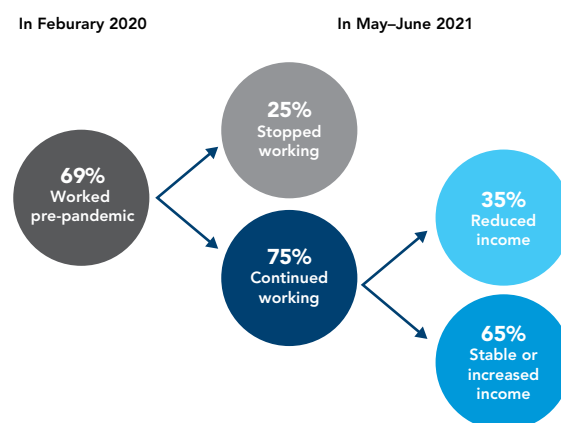 In Feburary 2020
In May–June 2021
25%
Stopped
working
69%
Worked
pre-pandemic
35%
Reduced
income
75%
Continued
working
65%
Stable or
increased
income